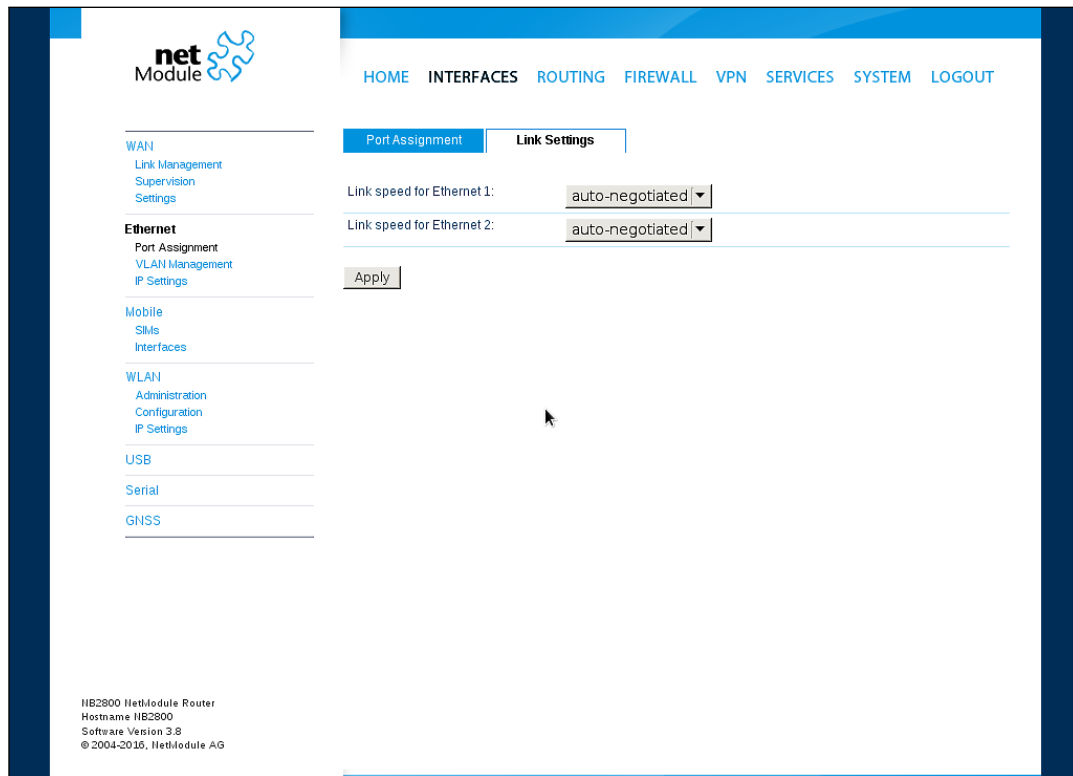 net
Module
HOME INTERFACES ROUTING FIREWALL VPN SERVICES SYSTEM LOGOUT
WAN
Link Management
Supervision
Settings
Ethernet
Port Assignment
VLAN Management
IP Settings
Mobile
SIMs
Interfaces
WLAN
Administration
Configuration
IP Settings
USB
Serial
GNSS
Port Assignment Link Settings
Link speed for Ethernet 1: auto-negotiated
Link speed for Ethernet 2: auto-negotiated
Apply
NB2800 NetModule Router
Hostname NB2800
Software Version 3.8
© 2004-2016, NetModule AG